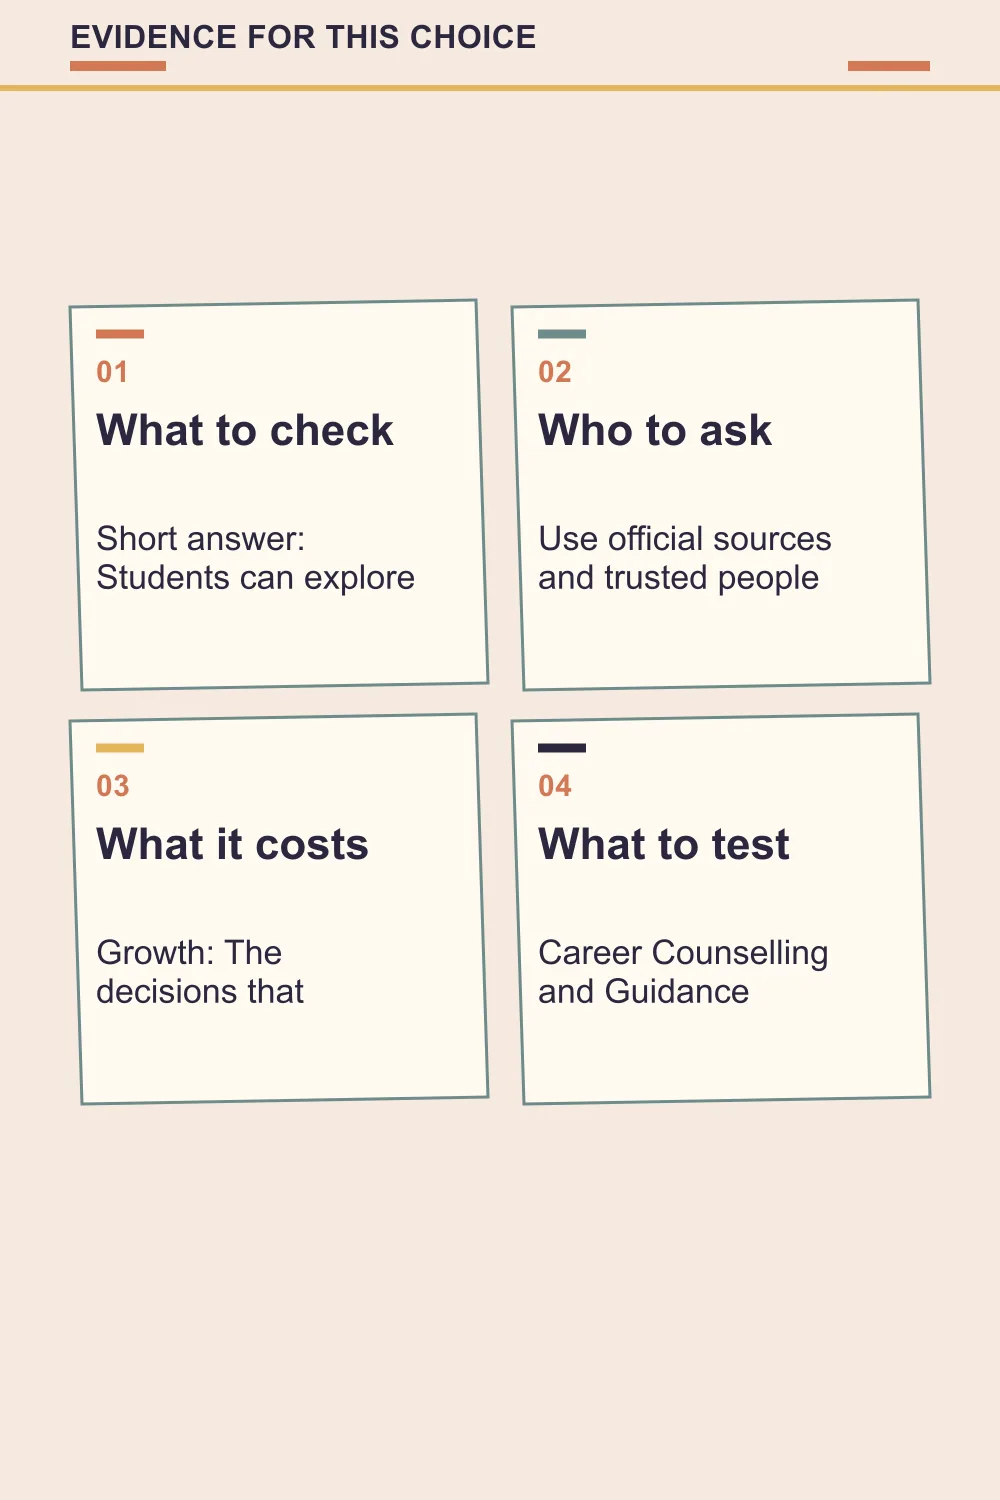 EVIDENCE FOR THIS CHOICE
01
What to check
Short answer:
Students can explore
02
Who to ask
Use official sources
and trusted people
03
What it costs
Growth: The
decisions that
04
What to test
Career Counselling
and Guidance